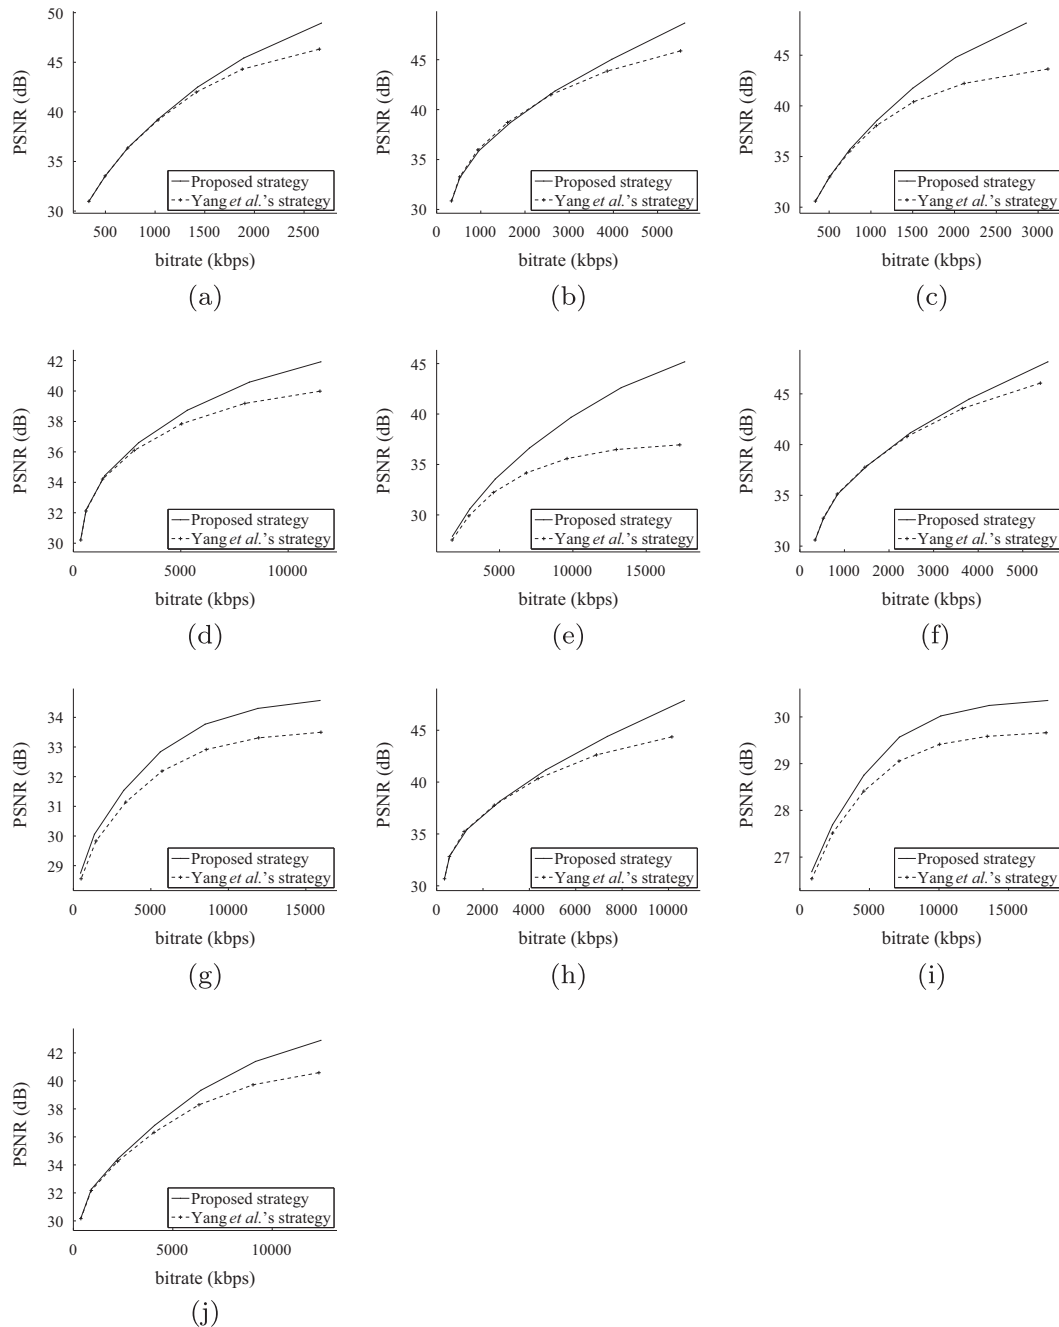 PSNR (dB)
50
45
40
35
30
500 1000 1500 2000 2500
Proposed strategy
Yang et al.'s strategy
bitrate (kbps)
(a)
PSNR (dB)
45
40
35
30
0 1000 2000 3000 4000 5000
Proposed strategy
Yang et al.'s strategy
bitrate (kbps)
(b)
PSNR (dB)
45
40
35
30
500 1000 1500 2000 2500 3000
Proposed strategy
Yang et al.'s strategy
bitrate (kbps)
(c)
PSNR (dB)
42
40
38
36
34
32
30
0 5000 10000
Proposed strategy
Yang et al.'s strategy
bitrate (kbps)
(d)
PSNR (dB)
45
40
35
30
5000 10000 15000
Proposed strategy
Yang et al.'s strategy
bitrate (kbps)
(e)
PSNR (dB)
45
40
35
30
0 1000 2000 3000 4000 5000
Proposed strategy
Yang et al.'s strategy
bitrate (kbps)
(f)
PSNR (dB)
34
33
32
31
30
29
0 5000 10000 15000
Proposed strategy
Yang et al.'s strategy
bitrate (kbps)
(g)
PSNR (dB)
45
40
35
30
0 2000 4000 6000 8000 10000
Proposed strategy
Yang et al.'s strategy
bitrate (kbps)
(h)
PSNR (dB)
30
29
28
27
0 5000 10000 15000
Proposed strategy
Yang et al.'s strategy
bitrate (kbps)
(i)
PSNR (dB)
42
40
38
36
34
32
30
0 5000 10000
Proposed strategy
Yang et al.'s strategy
bitrate (kbps)
(j)